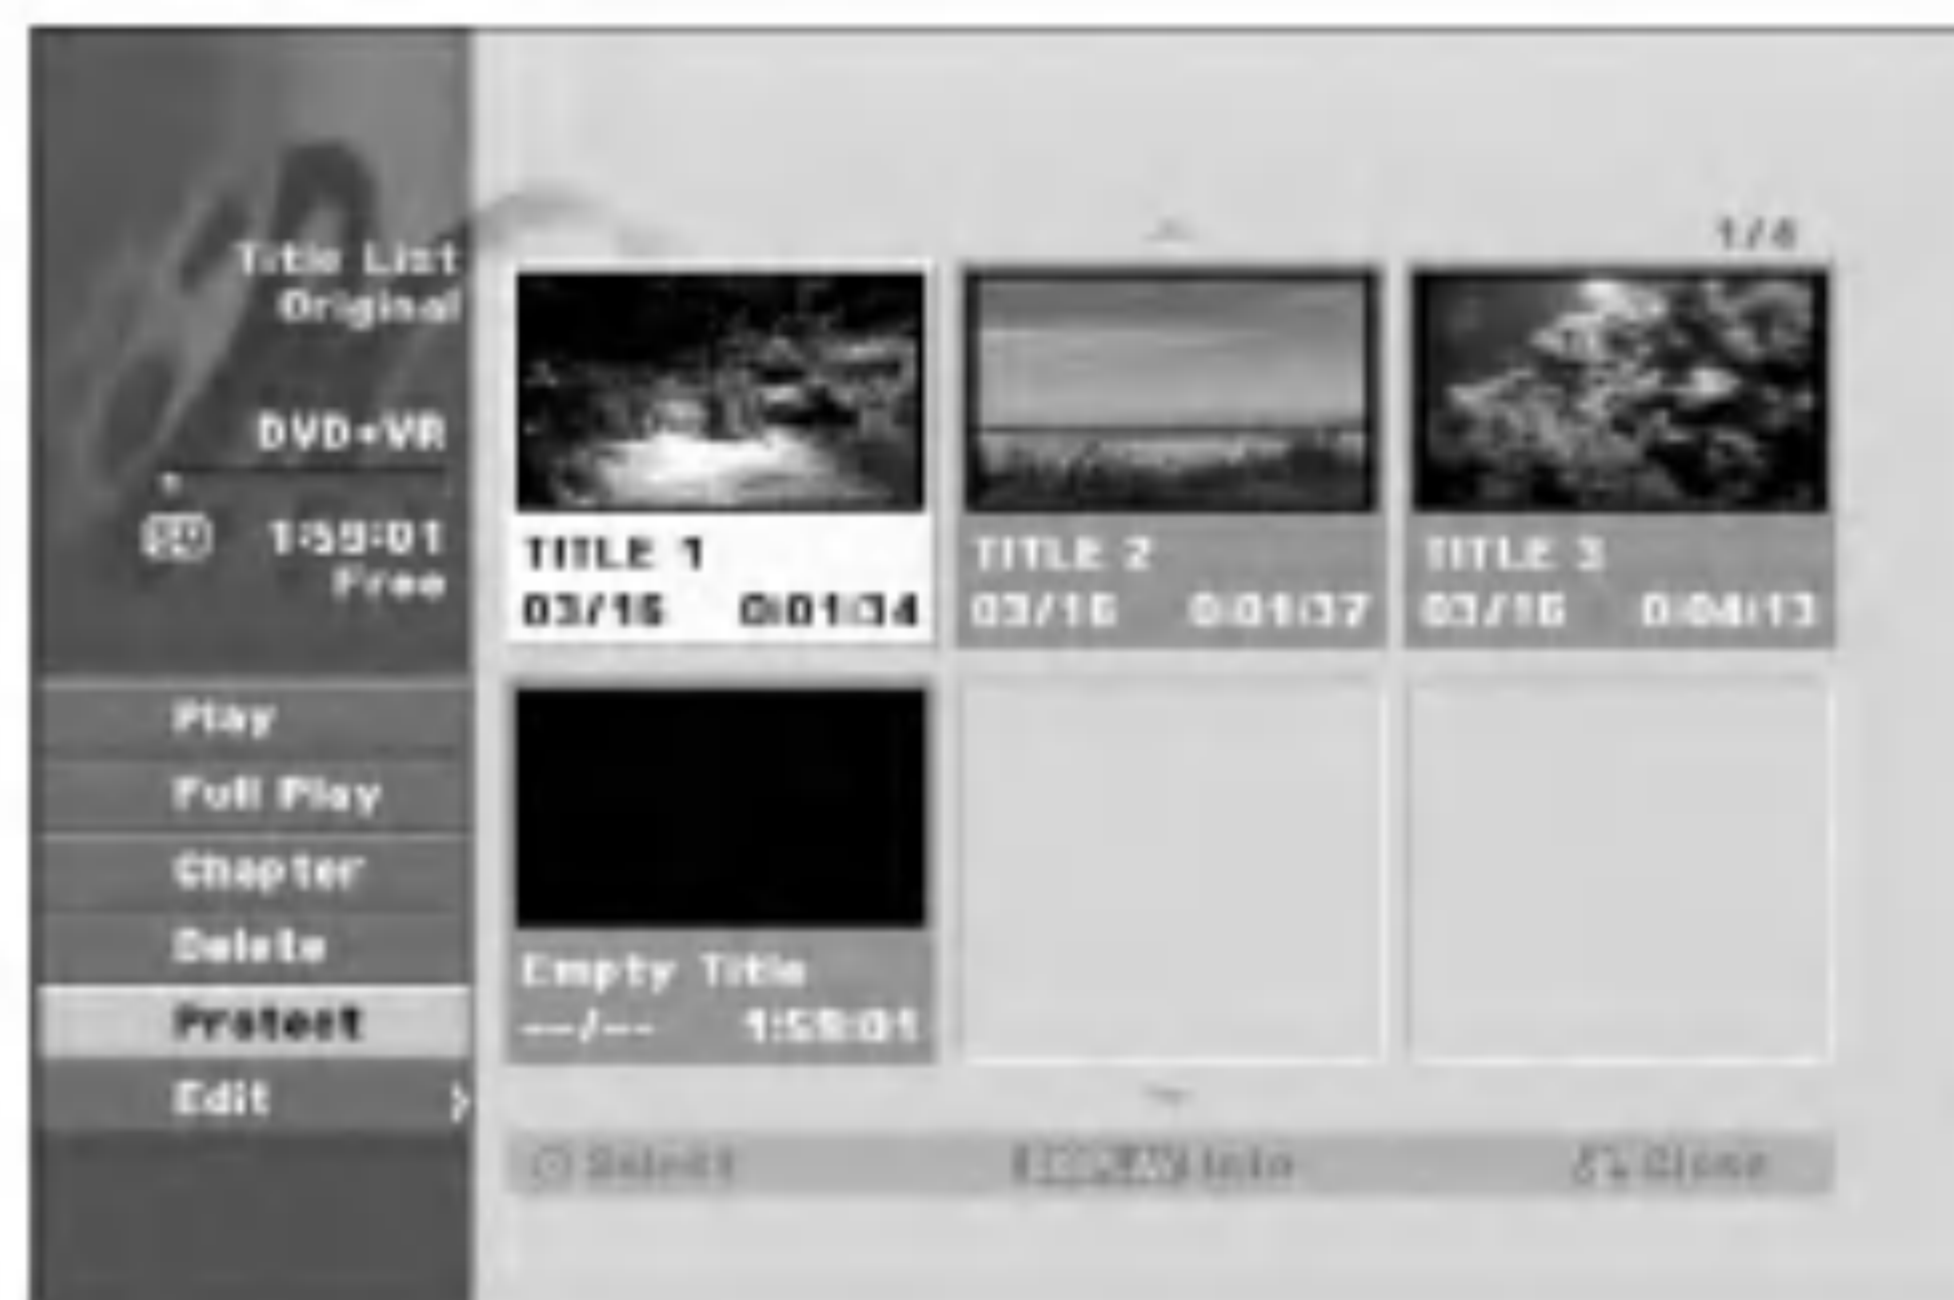 Title List
Original
DVD+VR
1:59:01
Free
Play
Full Play
Chapter
Delete
Protect
Edit
1/4
TITLE 1
03/16 0:01:34
TITLE 2
03/16 0:01:37
TITLE 3
03/16 0:04:13
Empty Title
--/-- 1:59:01
Select
Info
Close